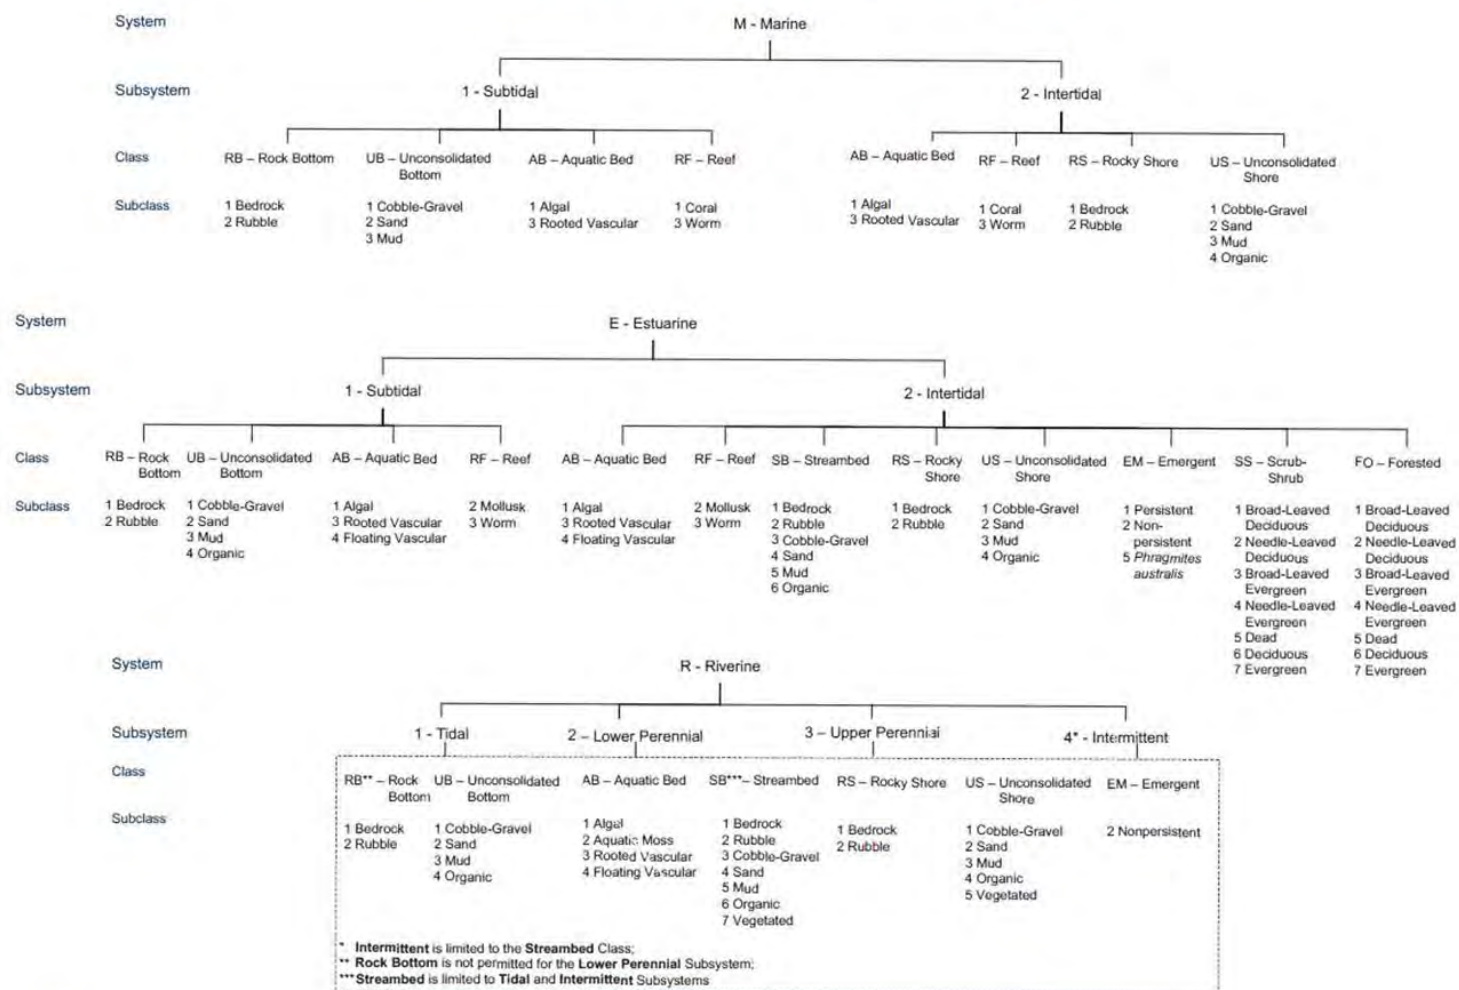 System
M - Marine
Subsystem
1 - Subtidal
2 - Intertidal
Class
RB – Rock Bottom
UB – Unconsolidated
Bottom
AB – Aquatic Bed
RF – Reef
AB – Aquatic Bed
RF – Reef
RS – Rocky Shore
US – Unconsolidated
Shore
Subclass
1 Bedrock
2 Rubble
1 Cobble-Gravel
2 Sand
3 Mud
1 Algal
3 Rooted Vascular
1 Coral
3 Worm
1 Algal
3 Rooted Vascular
1 Coral
3 Worm
1 Bedrock
2 Rubble
1 Cobble-Gravel
2 Sand
3 Mud
4 Organic
System
E - Estuarine
Subsystem
1 - Subtidal
2 - Intertidal
Class
RB – Rock
Bottom
UB – Unconsolidated
Bottom
AB – Aquatic Bed
RF – Reef
AB – Aquatic Bed
RF – Reef
SB – Streambed
RS – Rocky
Shore
US – Unconsolidated
Shore
EM – Emergent
SS – Scrub-
Shrub
FO – Forested
Subclass
1 Bedrock
2 Rubble
1 Cobble-Gravel
2 Sand
3 Mud
4 Organic
1 Algal
3 Rooted Vascular
4 Floating Vascular
2 Mollusk
3 Worm
1 Algal
3 Rooted Vascular
4 Floating Vascular
2 Mollusk
3 Worm
1 Bedrock
2 Rubble
3 Cobble-Gravel
4 Sand
5 Mud
6 Organic
1 Bedrock
2 Rubble
1 Cobble-Gravel
2 Sand
3 Mud
4 Organic
1 Persistent
2 Non-
persistent
5 Phragmites
australis
1 Broad-Leaved
Deciduous
2 Needle-Leaved
Deciduous
3 Broad-Leaved
Evergreen
4 Needle-Leaved
Evergreen
5 Dead
6 Deciduous
7 Evergreen
1 Broad-Leaved
Deciduous
2 Needle-Leaved
Deciduous
3 Broad-Leaved
Evergreen
4 Needle-Leaved
Evergreen
5 Dead
6 Deciduous
7 Evergreen
System
R - Riverine
Subsystem
1 - Tidal
2 – Lower Perennial
3 – Upper Perennial
4* - Intermittent
Class
RB** – Rock
Bottom
UB – Unconsolidated
Bottom
AB – Aquatic Bed
SB*** – Streambed
RS – Rocky Shore
US – Unconsolidated
Shore
EM – Emergent
Subclass
1 Bedrock
2 Rubble
1 Cobble-Gravel
2 Sand
3 Mud
4 Organic
1 Algal
2 Aquatic Moss
3 Rooted Vascular
4 Floating Vascular
1 Bedrock
2 Rubble
3 Cobble-Gravel
4 Sand
5 Mud
6 Organic
7 Vegetated
1 Bedrock
2 Rubble
1 Cobble-Gravel
2 Sand
3 Mud
4 Organic
5 Vegetated
2 Nonpersistent
* Intermittent is limited to the Streambed Class;
** Rock Bottom is not permitted for the Lower Perennial Subsystem;
*** Streambed is limited to Tidal and Intermittent Subsystems